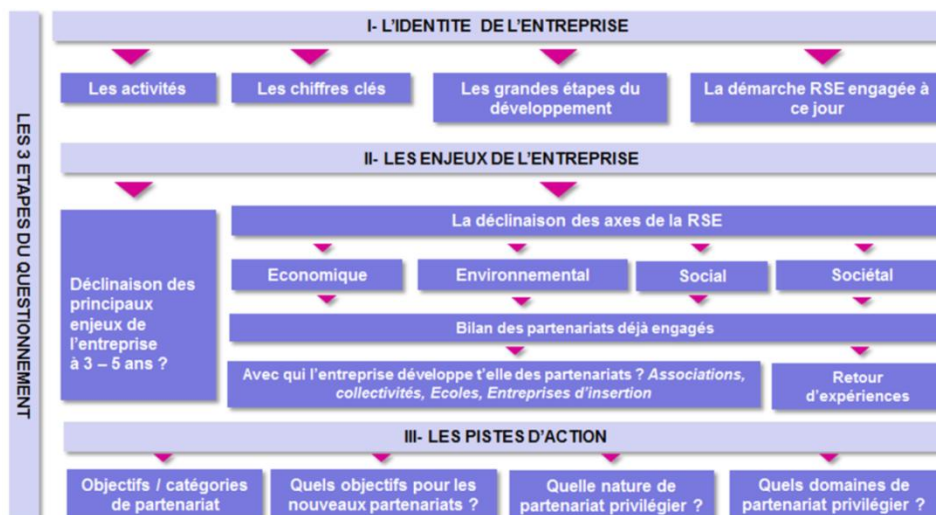 LES 3 ETAPES DU QUESTIONNEMENT
I- L'IDENTITE DE L'ENTREPRISE
Les activités
Les chiffres clés
Les grandes étapes du
développement
La démarche RSE engagée à
ce jour
II- LES ENJEUX DE L'ENTREPRISE
Déclinaison des
principaux
enjeux de
l'entreprise
à 3 – 5 ans ?
La déclinaison des axes de la RSE
Economique
Environnemental
Social
Sociétal
Bilan des partenariats déjà engagés
Avec qui l'entreprise développe t'elle des partenariats ? Associations,
collectivités, Ecoles, Entreprises d'insertion
Retour
d'expériences
III- LES PISTES D'ACTION
Objectifs / catégories
de partenariat
Quels objectifs pour les
nouveaux partenariats ?
Quelle nature de
partenariat privilégier ?
Quels domaines de
partenariat privilégier ?